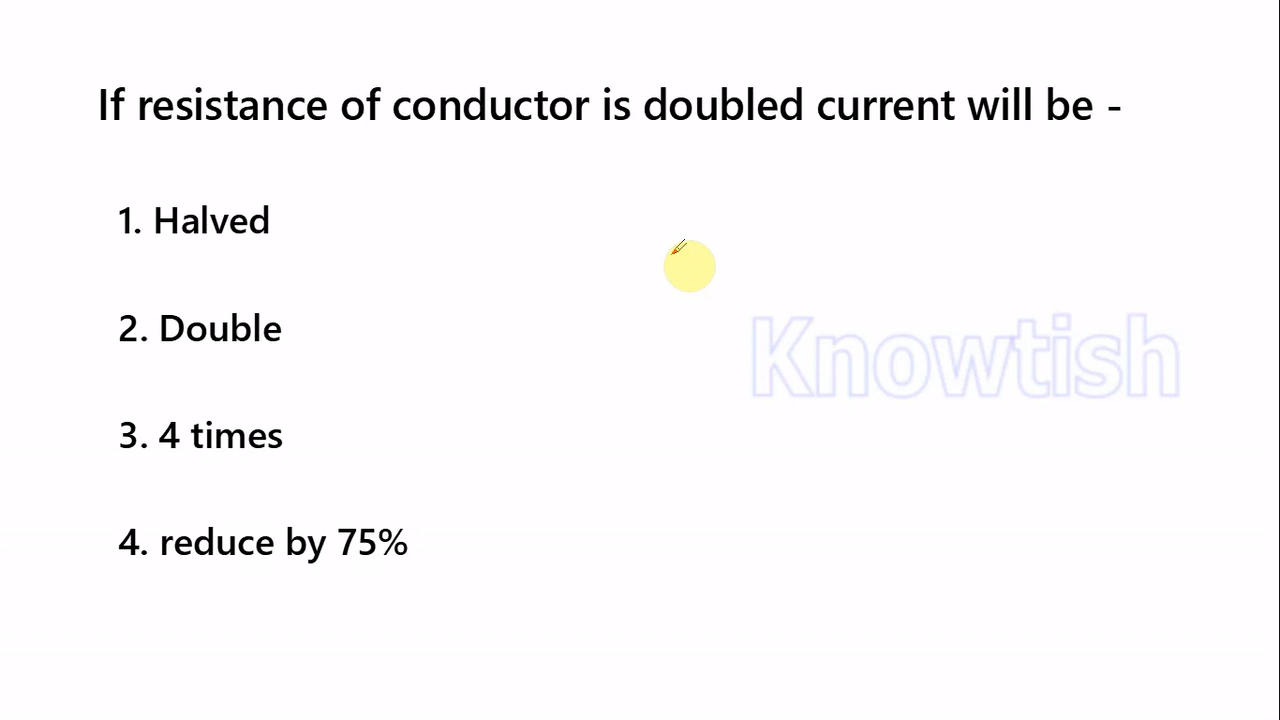 If resistance of conductor is doubled current will be -
1. Halved
2. Double
Knowtish
3. 4 times
4. reduce by 75%